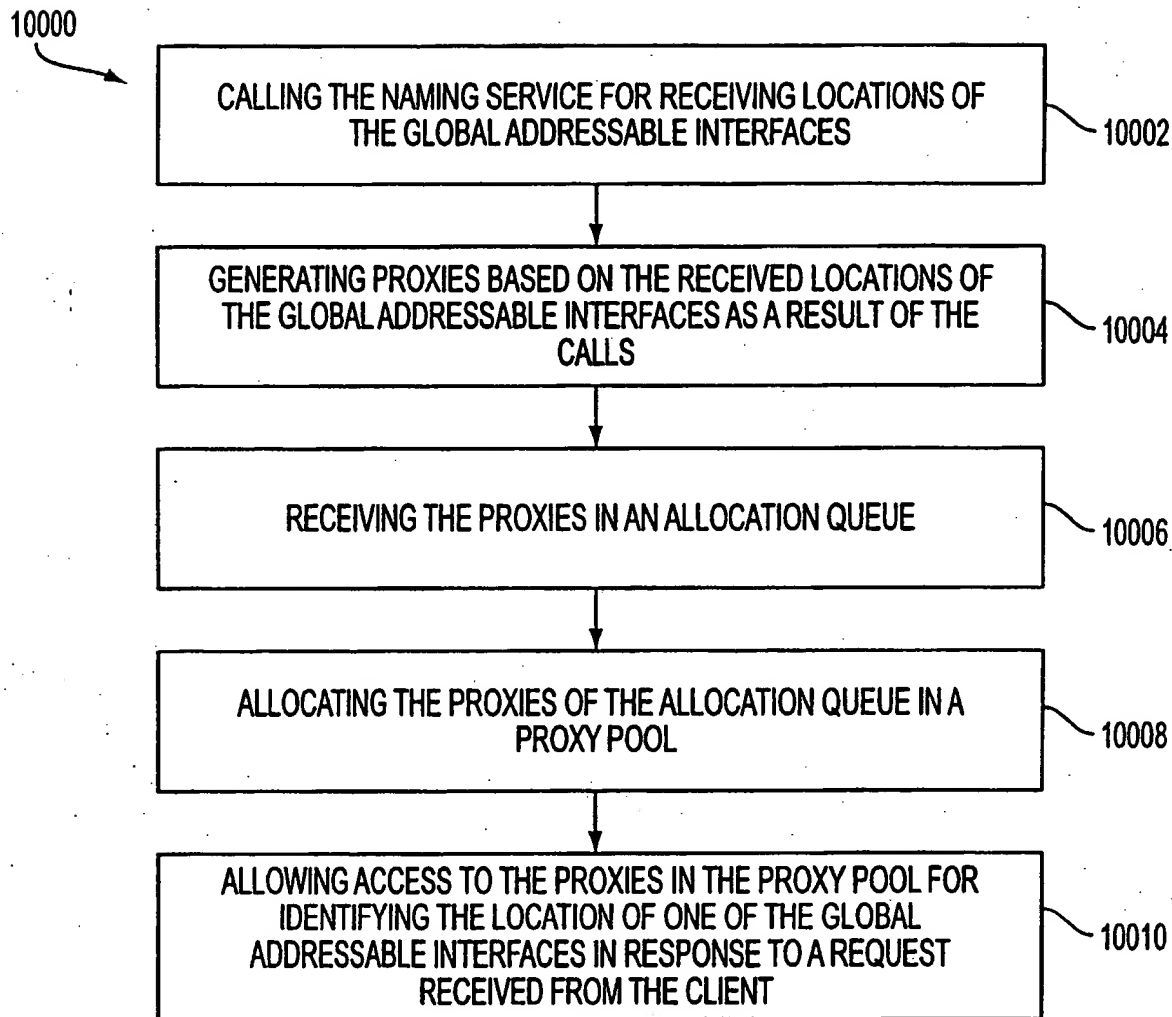 10000
CALLING THE NAMING SERVICE FOR RECEIVING LOCATIONS OF
THE GLOBAL ADDRESSABLE INTERFACES
10002
GENERATING PROXIES BASED ON THE RECEIVED LOCATIONS OF
THE GLOBAL ADDRESSABLE INTERFACES AS A RESULT OF THE
CALLS
10004
RECEIVING THE PROXIES IN AN ALLOCATION QUEUE
10006
ALLOCATING THE PROXIES OF THE ALLOCATION QUEUE IN A
PROXY POOL
10008
ALLOWING ACCESS TO THE PROXIES IN THE PROXY POOL FOR
IDENTIFYING THE LOCATION OF ONE OF THE GLOBAL
ADDRESSABLE INTERFACES IN RESPONSE TO A REQUEST
RECEIVED FROM THE CLIENT
10010